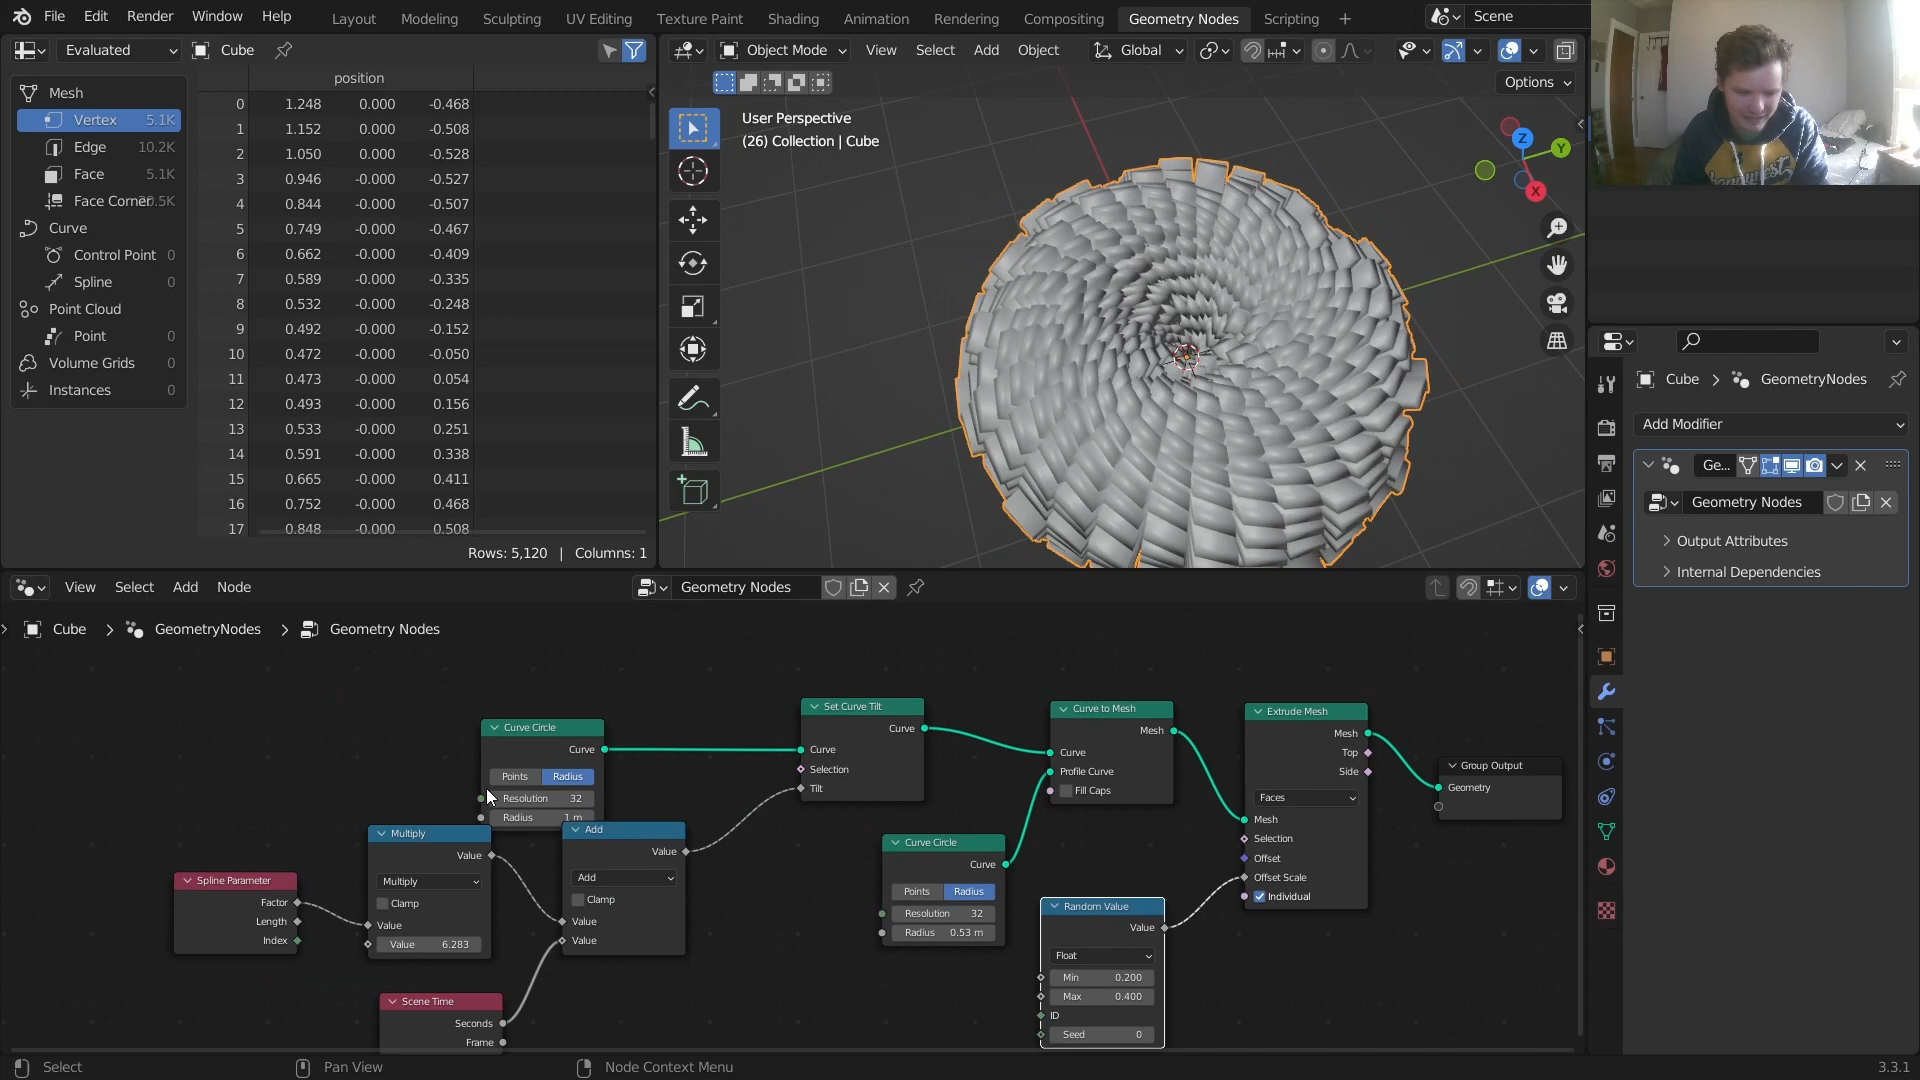 File Edit Render Window Help
Layout Modeling Sculpting UV Editing Texture Paint Shading Animation Rendering Compositing Geometry Nodes Scripting +
Scene
Evaluated
Cube
position
Mesh
Vertex 5.1K
Edge 10.2K
Face 5.1K
Face Corner
Curve
Control Point 0
Spline 0
Point Cloud
Point 0
Volume Grids 0
Instances 0
0 1.248 0.000 -0.468
1 1.152 0.000 -0.508
2 1.050 0.000 -0.528
3 0.946 -0.000 -0.527
4 0.844 -0.000 -0.507
5 0.749 -0.000 -0.467
6 0.662 -0.000 -0.409
7 0.589 -0.000 -0.335
8 0.532 -0.000 -0.248
9 0.492 -0.000 -0.152
10 0.472 -0.000 -0.050
11 0.473 -0.000 0.054
12 0.493 -0.000 0.156
13 0.533 -0.000 0.251
14 0.591 -0.000 0.338
15 0.665 -0.000 0.411
16 0.752 -0.000 0.468
17 0.848 -0.000 0.508
Rows: 5,120 | Columns: 1
Object Mode View Select Add Object Global
Options
User Perspective
(26) Collection | Cube
Z
Y
X
Cube > GeometryNodes
Add Modifier
Ge...
Geometry Nodes
Output Attributes
Internal Dependencies
View Select Add Node
Geometry Nodes
Cube > GeometryNodes > Geometry Nodes
Curve Circle
Curve
Points Radius
Resolution 32
Radius 1 m
Multiply
Value
Multiply
Clamp
Value
Value 6.283
Add
Value
Add
Clamp
Value
Value
Spline Parameter
Factor
Length
Index
Scene Time
Seconds
Frame
Set Curve Tilt
Curve
Curve
Selection
Tilt
Curve Circle
Curve
Points Radius
Resolution 32
Radius 0.53 m
Curve to Mesh
Mesh
Curve
Profile Curve
Fill Caps
Random Value
Value
Float
Min 0.200
Max 0.400
ID
Seed 0
Extrude Mesh
Mesh
Top
Side
Faces
Mesh
Selection
Offset
Offset Scale
Individual
Group Output
Geometry
Select
Pan View
Node Context Menu
3.3.1